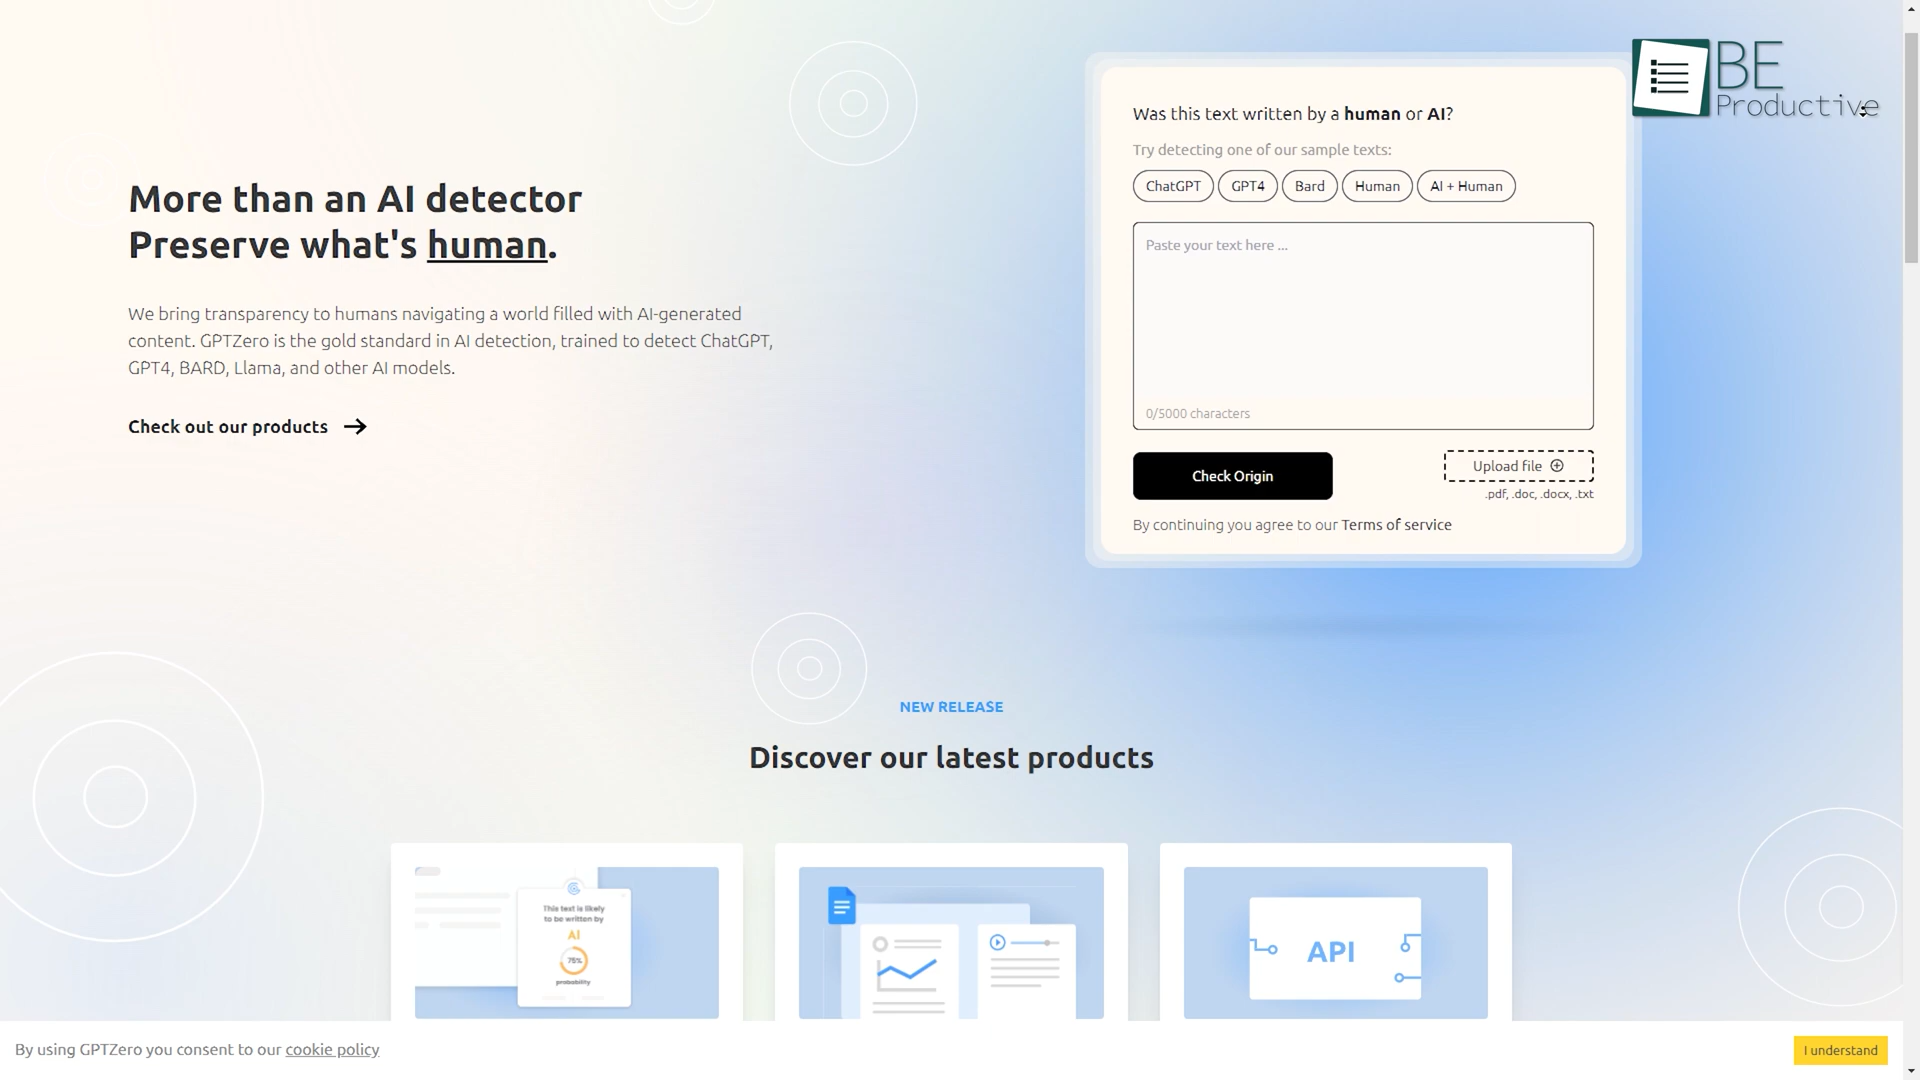 BE
Productive
More than an AI detector
Preserve what's human.
We bring transparency to humans navigating a world filled with AI-generated
content. GPTZero is the gold standard in AI detection, trained to detect ChatGPT,
GPT4, BARD, Llama, and other AI models.
Check out our products
Was this text written by a human or AI?
Try detecting one of our sample texts:
ChatGPT GPT4 Bard Human AI + Human
Paste your text here ...
0/5000 characters
Check Origin
Upload file
.pdf, .doc, .docx, .txt
By continuing you agree to our Terms of service
NEW RELEASE
Discover our latest products
This text is likely
to be written by
AI
75%
probability
API
By using GPTZero you consent to our cookie policy
I understand